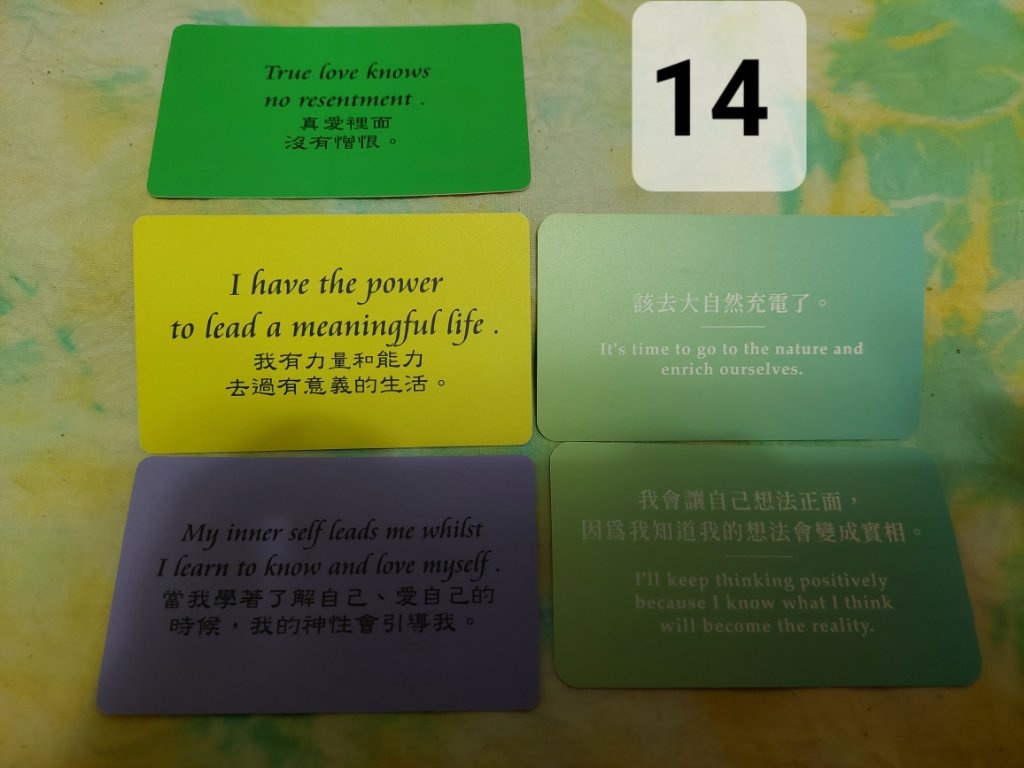 True love knows
no resentment .
真愛裡面
沒有憎恨。
14
I have the power
to lead a meaningful life .
我有力量和能力
去過有意義的生活。
該去大自然充電了。
It's time to go to the nature and
enrich ourselves.
My inner self leads me whilst
I learn to know and love myself .
當我學著了解自己、愛自己的
時候，我的神性會引導我。
我會讓自己想法正面，
因為我知道我的想法會變成實相。
I'll keep thinking positively
because I know what I think
will become the reality.